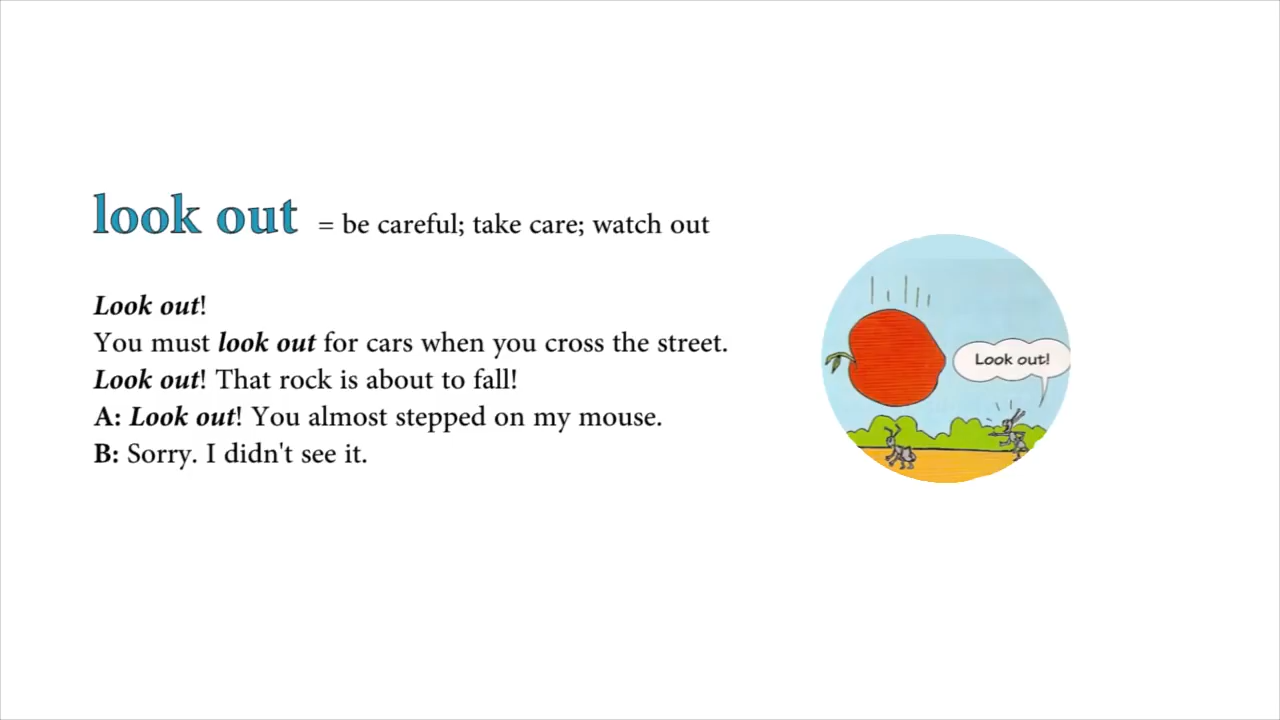 look out = be careful; take care; watch out
Look out!
You must look out for cars when you cross the street.
Look out! That rock is about to fall!
A: Look out! You almost stepped on my mouse.
B: Sorry. I didn't see it.
Look out!